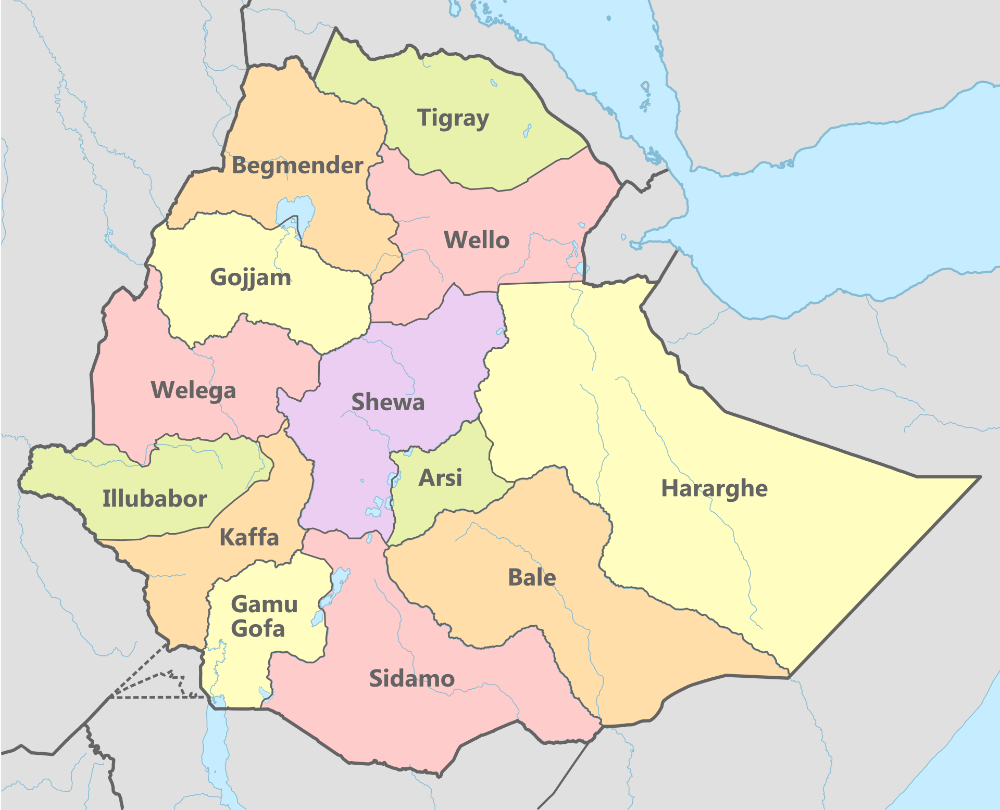 Tigray
Begmender
Wello
Gojjam
Welega
Shewa
Arsi
Hararghe
Illubabor
Kaffa
Bale
Gamu
Gofa
Sidamo